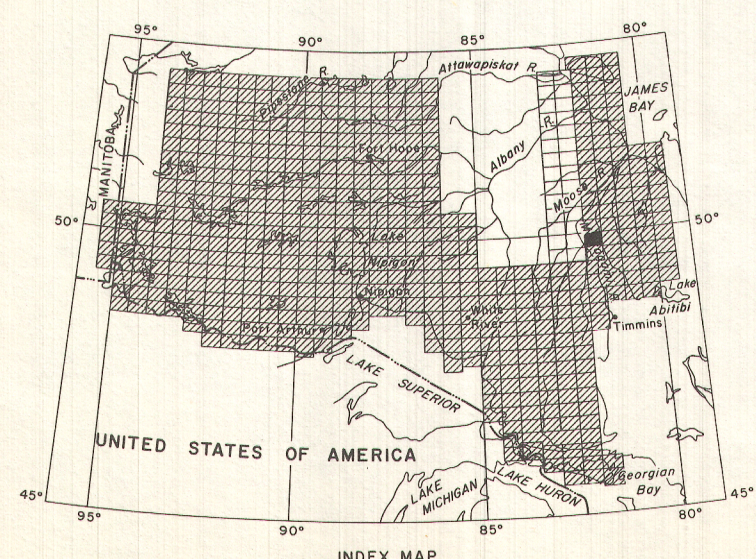 95°
90°
85°
80°
Attawapiskat R.
Pipestone R.
JAMES
BAY
MANITOBA
Fort Hope
Albany R.
Moose R.
50°
50°
Lake
Nipigon
Nipigon
Lake
Abitibi
White
River
Timmins
Port Arthur
LAKE SUPERIOR
UNITED STATES OF AMERICA
LAKE
MICHIGAN
LAKE HURON
Georgian
Bay
45°
45°
95°
90°
85°
80°
INDEX MAP